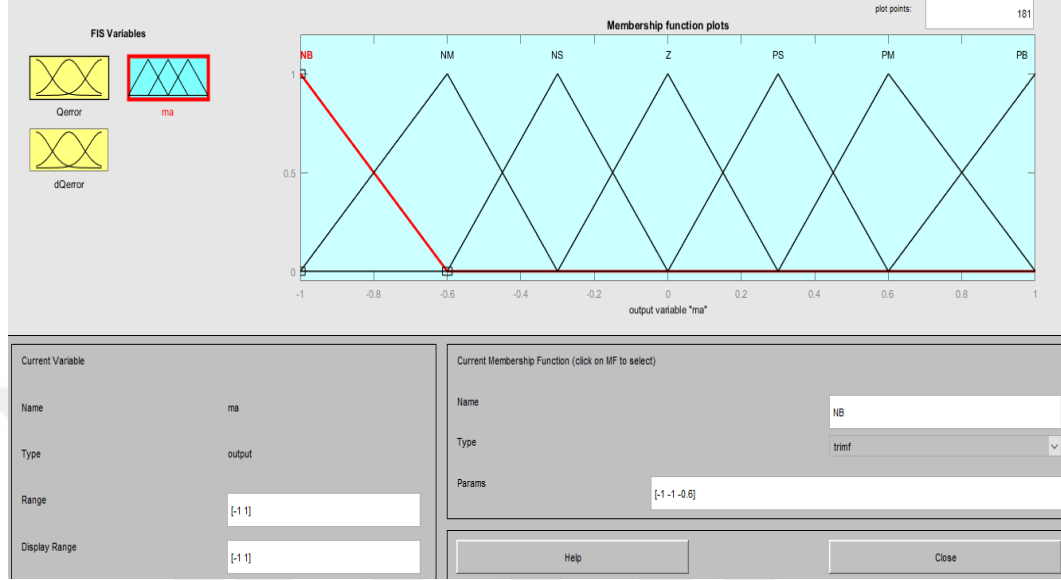 plot points:
181
FIS Variables
Membership function plots
Qerror
ma
dQerror
NB
NM
NS
Z
PS
PM
PB
1
0.5
0
-1
-0.8
-0.6
-0.4
-0.2
0
0.2
0.4
0.6
0.8
1
output variable "ma"
Current Variable
Name
ma
Type
output
Range
[-1 1]
Display Range
[-1 1]
Current Membership Function (click on MF to select)
Name
NB
Type
trimf
Params
[-1 -1 -0.6]
Help
Close